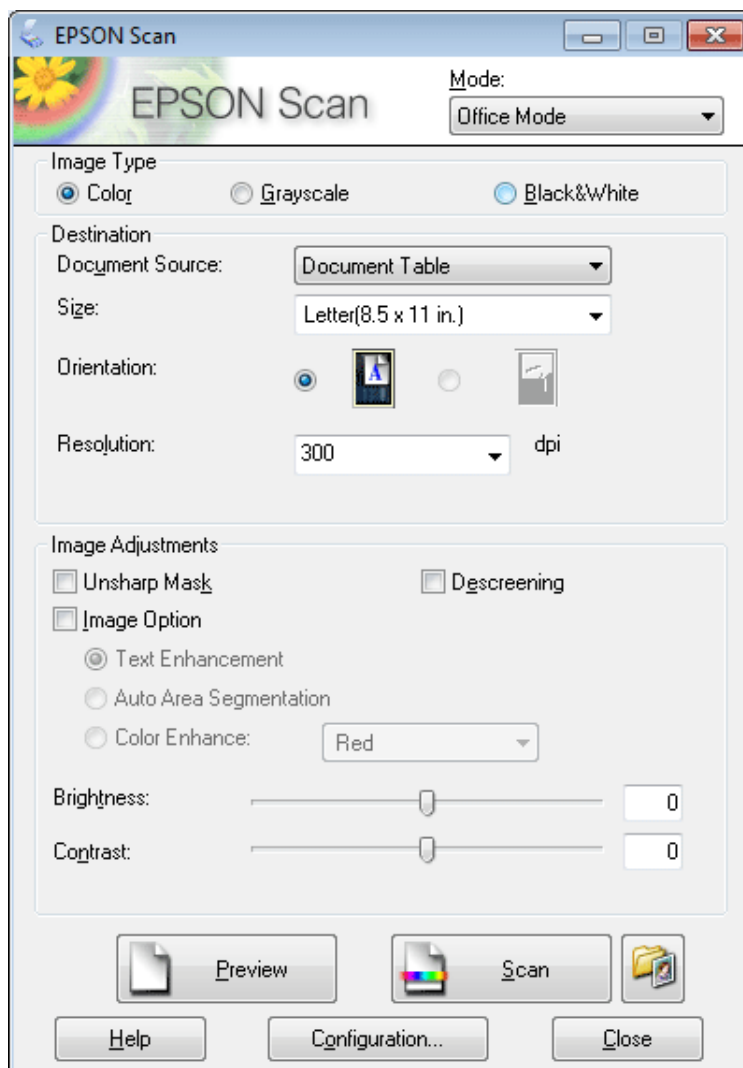 EPSON Scan
EPSON Scan
Mode:
Office Mode
Image Type
Color Grayscale Black&White
Destination
Document Source: Document Table
Size: Letter(8.5 x 11 in.)
Orientation: A
Resolution: 300 dpi
Image Adjustments
Unsharp Mask Descreening
Image Option
Text Enhancement
Auto Area Segmentation
Color Enhance: Red
Brightness: 0
Contrast: 0
Preview Scan
Help Configuration... Close